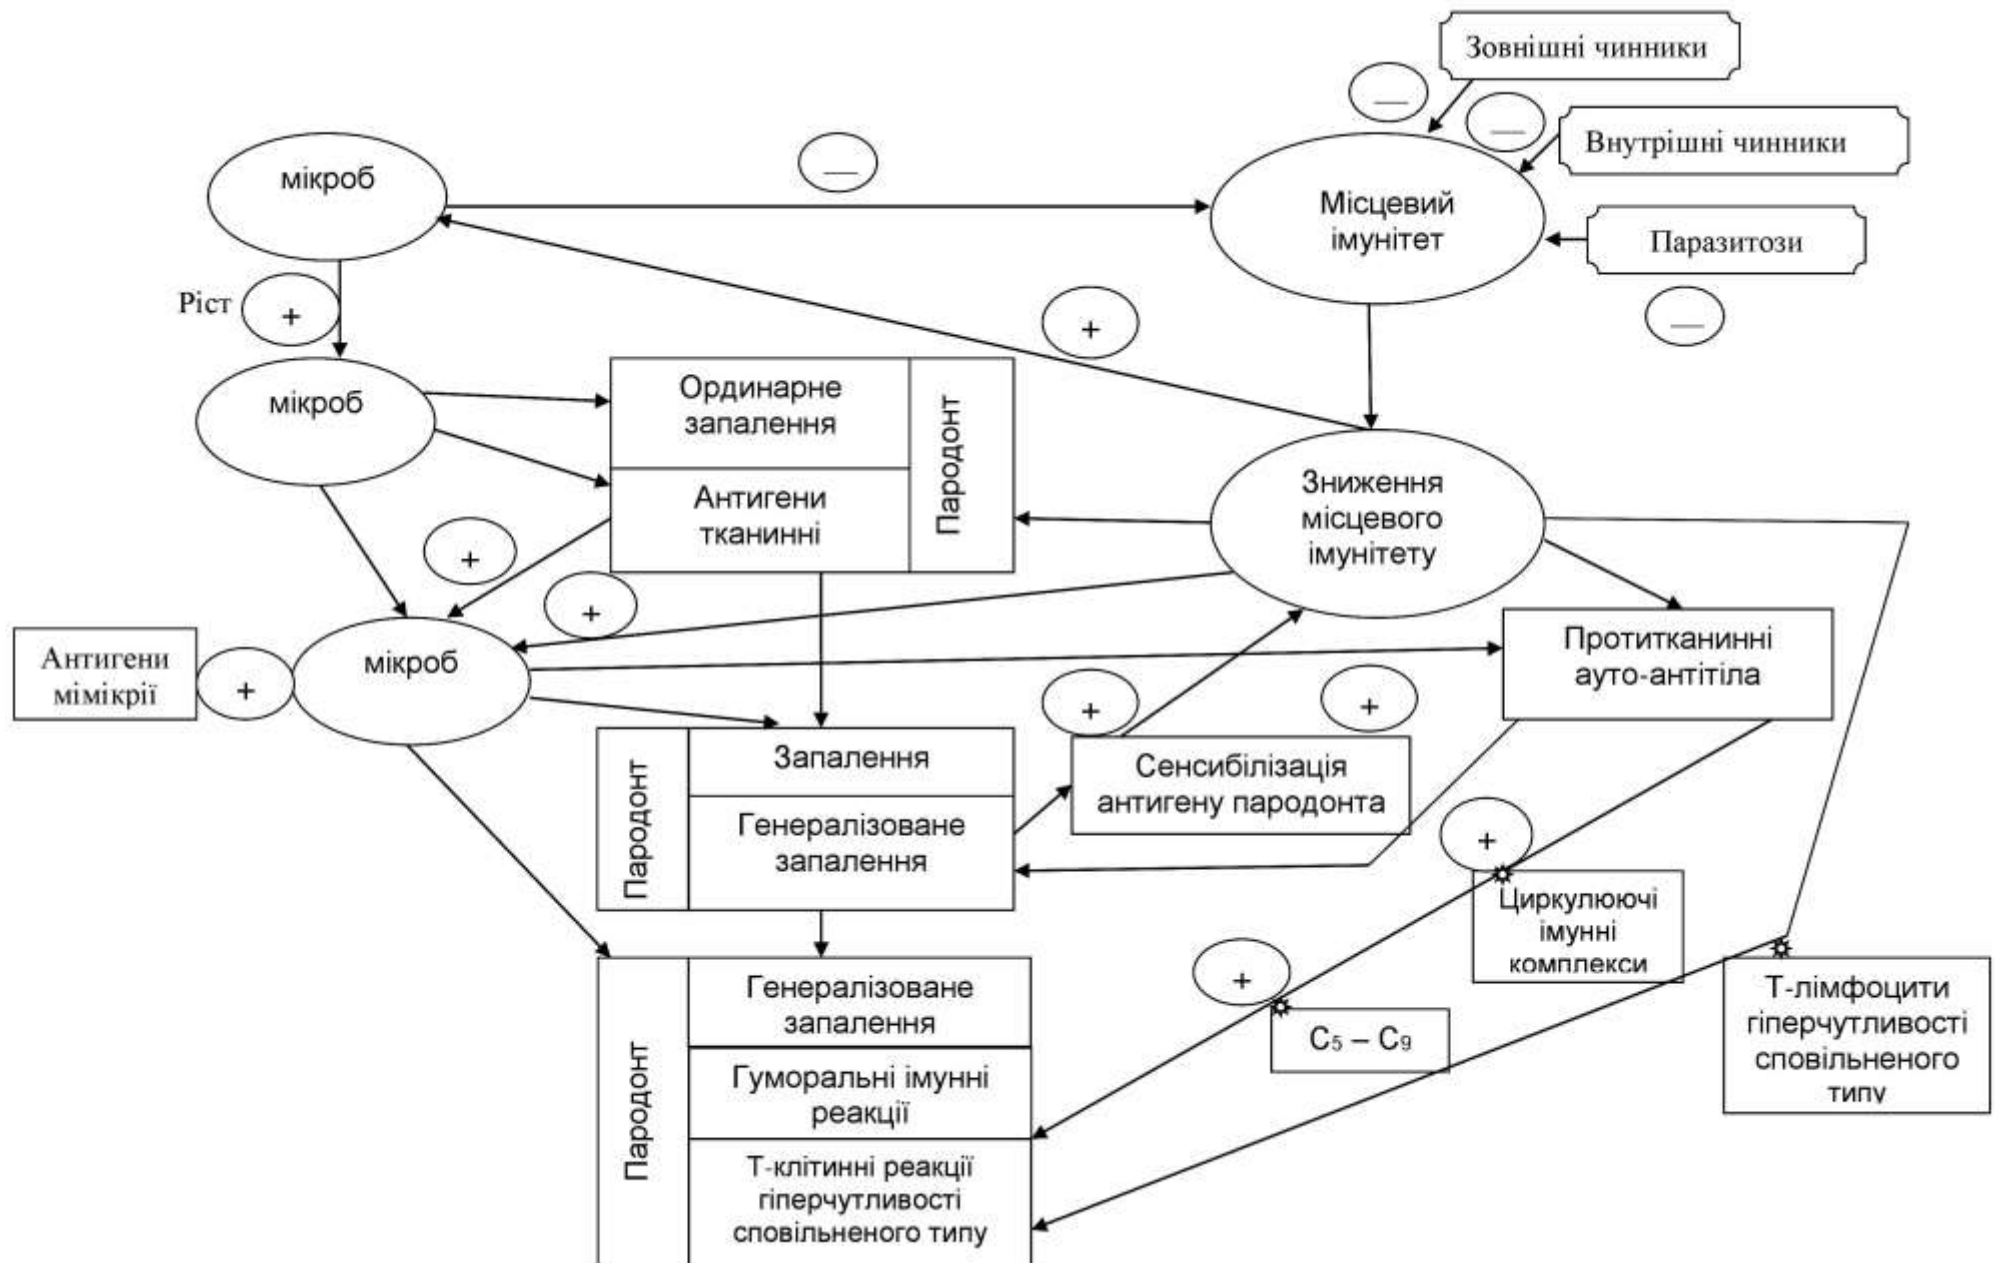 Зовнішні чинники
Внутрішні чинники
Паразитози
мікроб
Місцевий
імунітет
Ріст
+
+
мікроб
Ординарне
запалення
Антигени
тканинні
Пародонт
Зниження
місцевого
імунітету
+
+
Антигени
мімікрії
+
мікроб
Протитканинні
ауто-антітіла
+
+
Пародонт
Запалення
Генералізоване
запалення
Сенсибілізація
антигену пародонта
+
Циркулюючі
імунні
комплекси
+
C5 – C9
Т-лімфоцити
гіперчутливості
сповільненого
типу
Пародонт
Генералізоване
запалення
Гуморальні імунні
реакції
Т-клітинні реакції
гіперчутливості
сповільненого типу